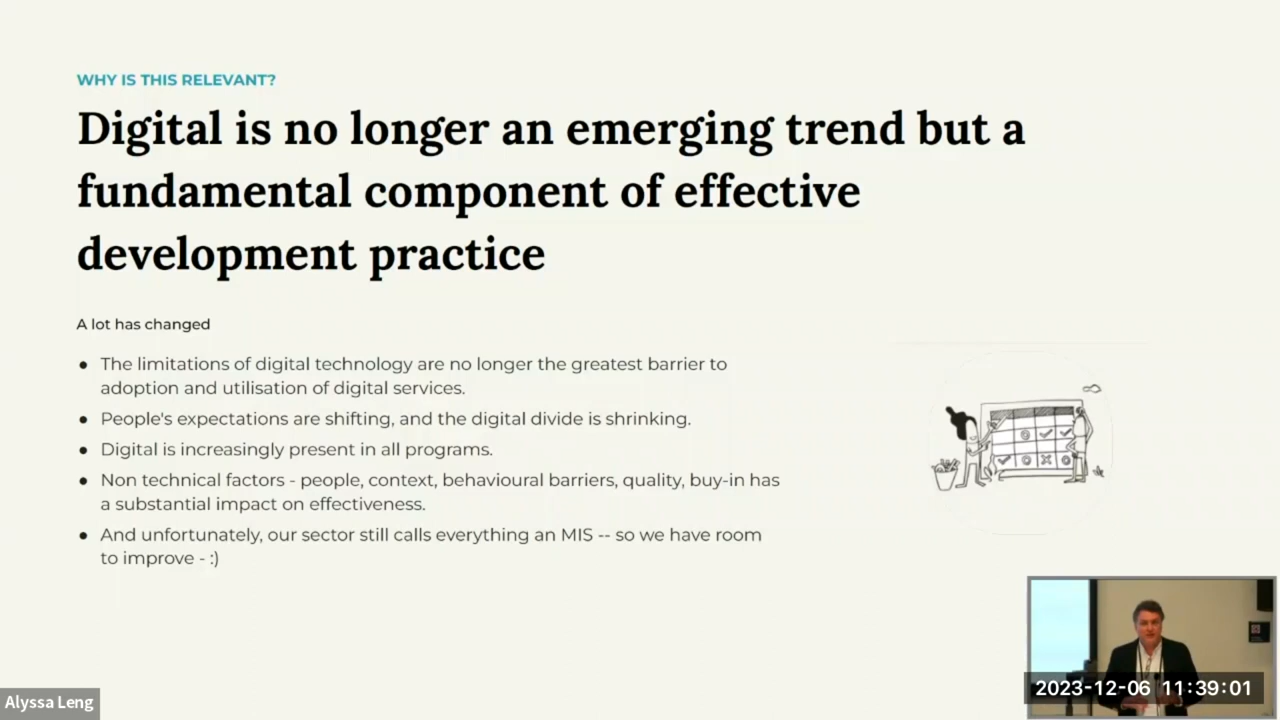 WHY IS THIS RELEVANT?
Digital is no longer an emerging trend but a
fundamental component of effective
development practice
A lot has changed
● The limitations of digital technology are no longer the greatest barrier to
adoption and utilisation of digital services.
● People's expectations are shifting, and the digital divide is shrinking.
● Digital is increasingly present in all programs.
● Non technical factors - people, context, behavioural barriers, quality, buy-in has
a substantial impact on effectiveness.
● And unfortunately, our sector still calls everything an MIS -- so we have room
to improve - :)
2023-12-06 11:39:01
Alyssa Leng